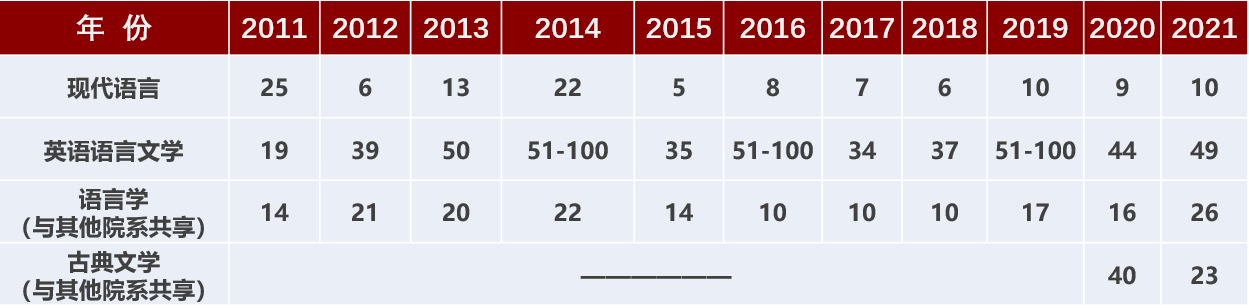 年 份 2011 2012 2013 2014 2015 2016 2017 2018 2019 2020 2021
现代语言 25 6 13 22 5 8 7 6 10 9 10
英语语言文学 19 39 50 51-100 35 51-100 34 37 51-100 44 49
语言学
(与其他院系共享) 14 21 20 22 14 10 10 10 17 16 26
古典文学
(与其他院系共享) —————— 40 23